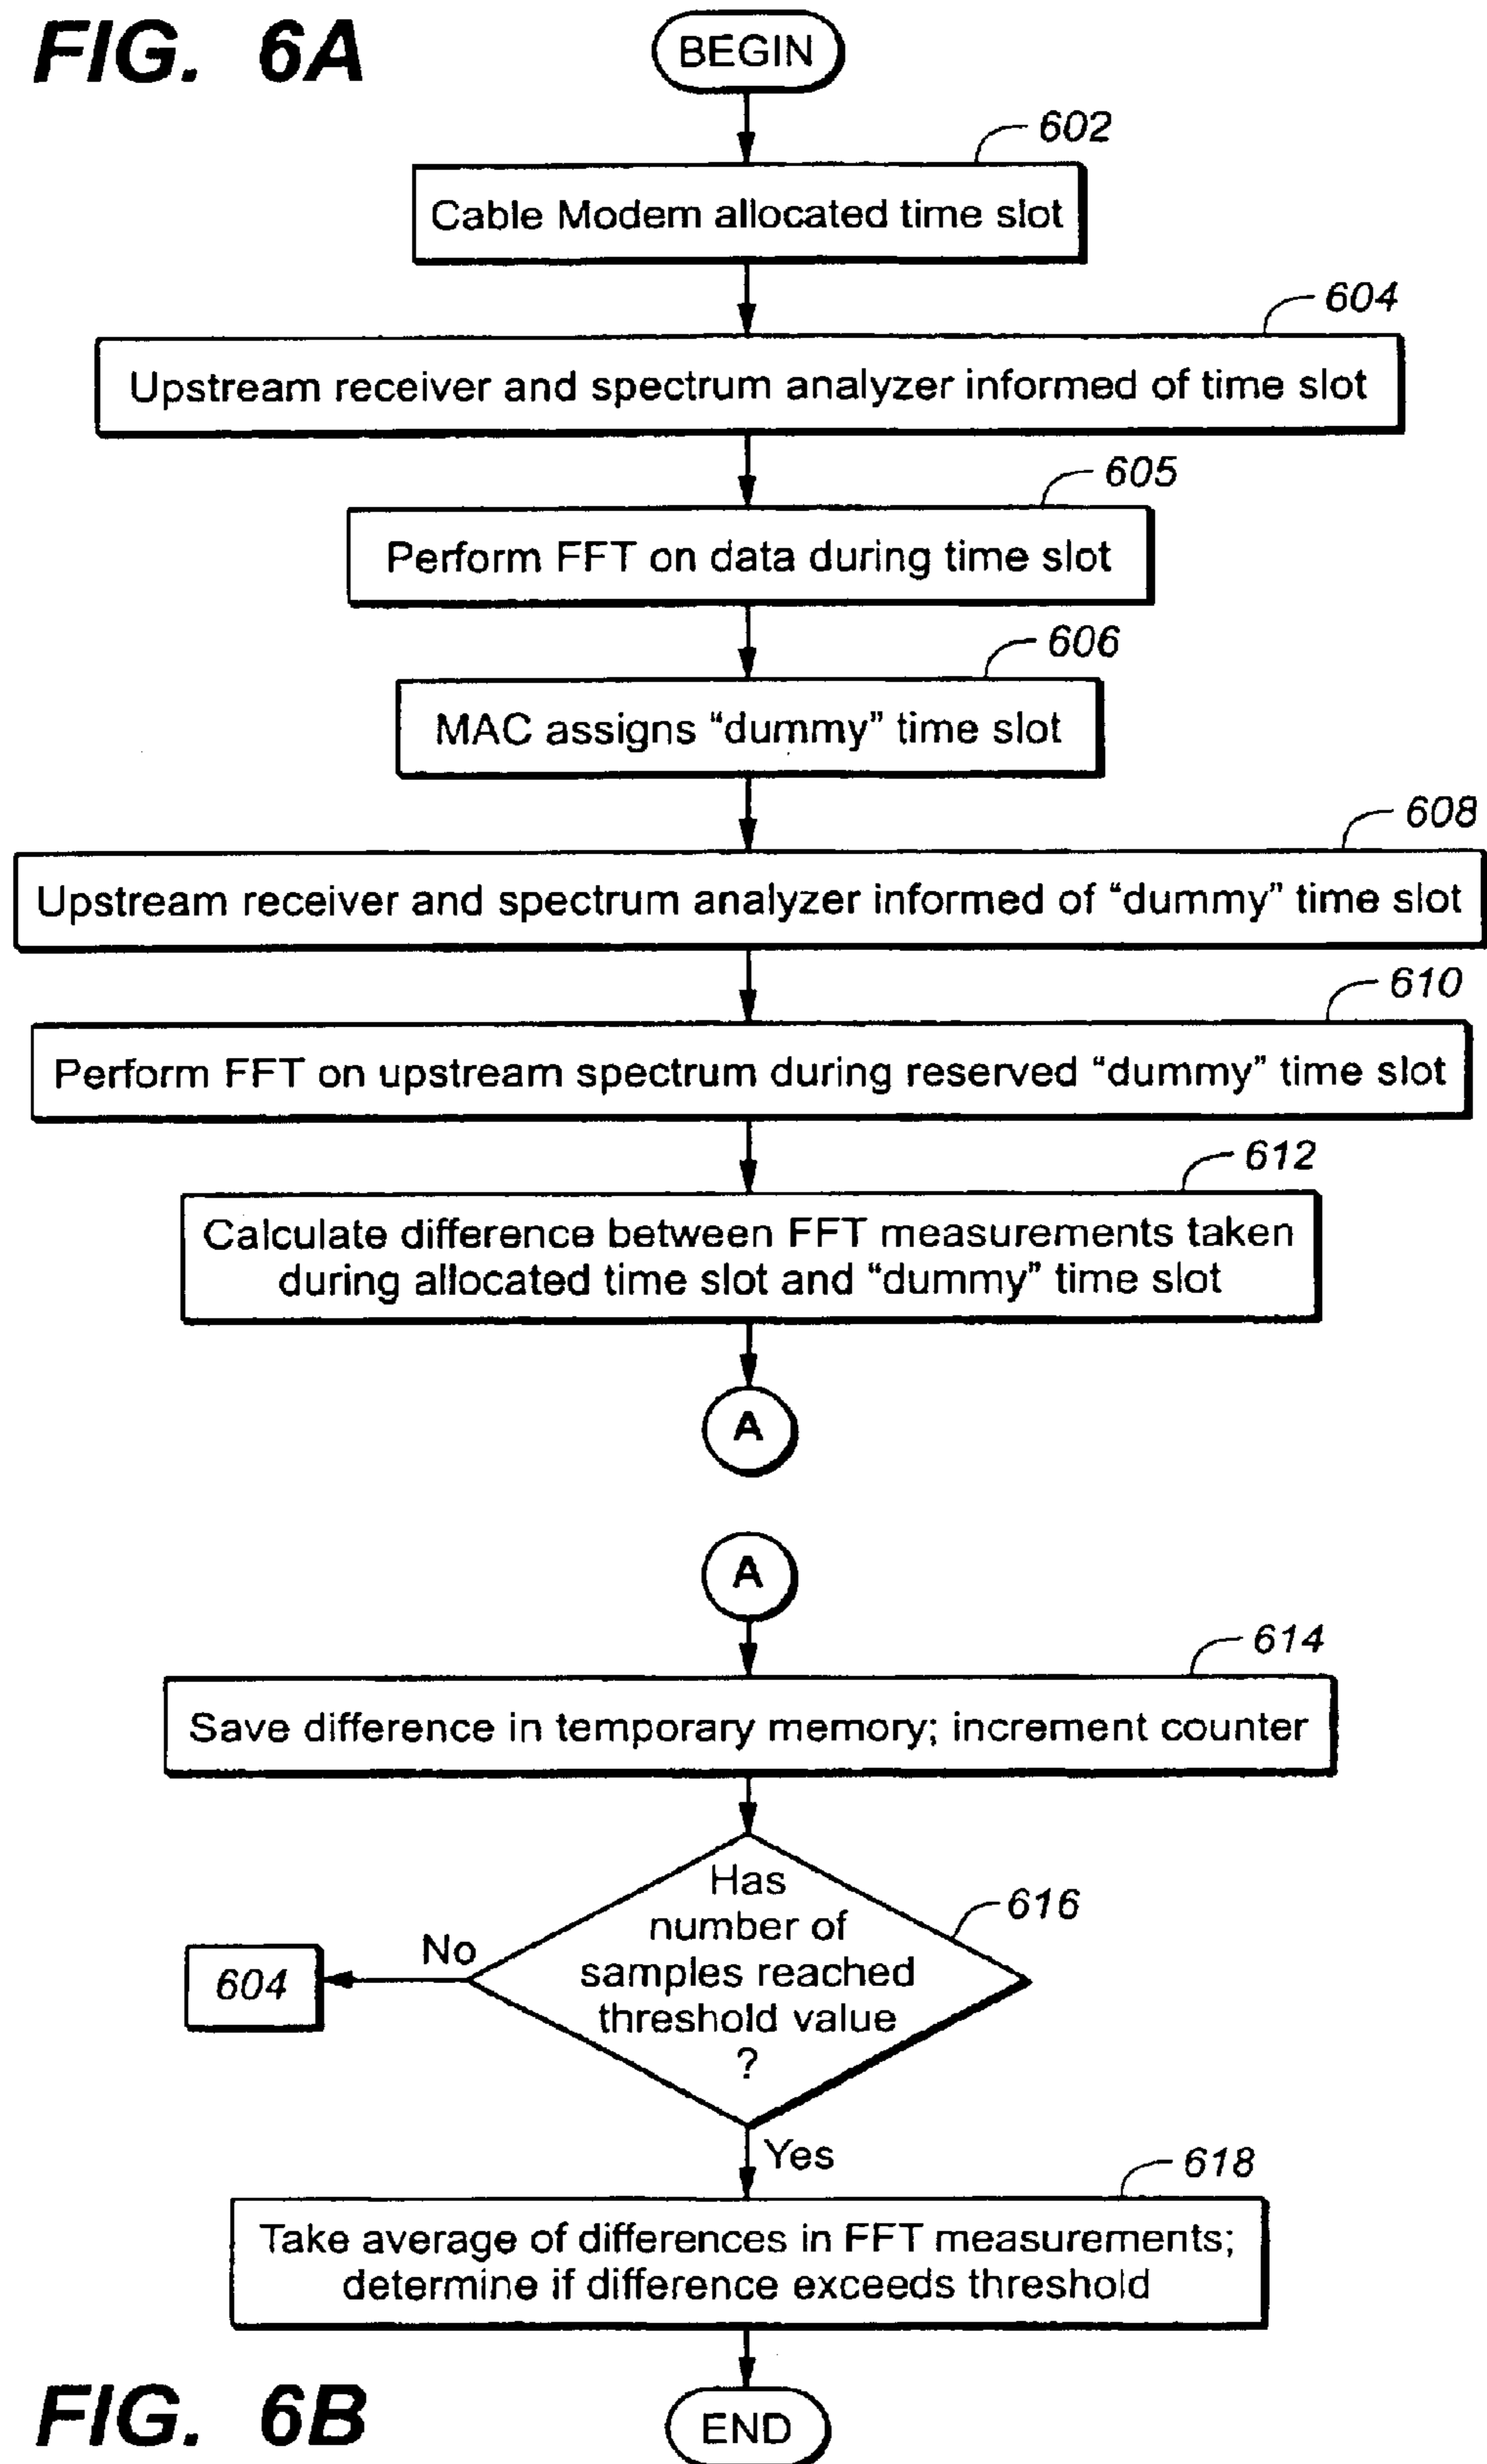 FIG. 6A
BEGIN
602
Cable Modem allocated time slot
604
Upstream receiver and spectrum analyzer informed of time slot
605
Perform FFT on data during time slot
606
MAC assigns “dummy” time slot
608
Upstream receiver and spectrum analyzer informed of “dummy” time slot
610
Perform FFT on upstream spectrum during reserved “dummy” time slot
612
Calculate difference between FFT measurements taken
during allocated time slot and “dummy” time slot
A
A
614
Save difference in temporary memory; increment counter
616
Has
number of
samples reached
threshold value
?
No
604
Yes
618
Take average of differences in FFT measurements;
determine if difference exceeds threshold
END
FIG. 6B